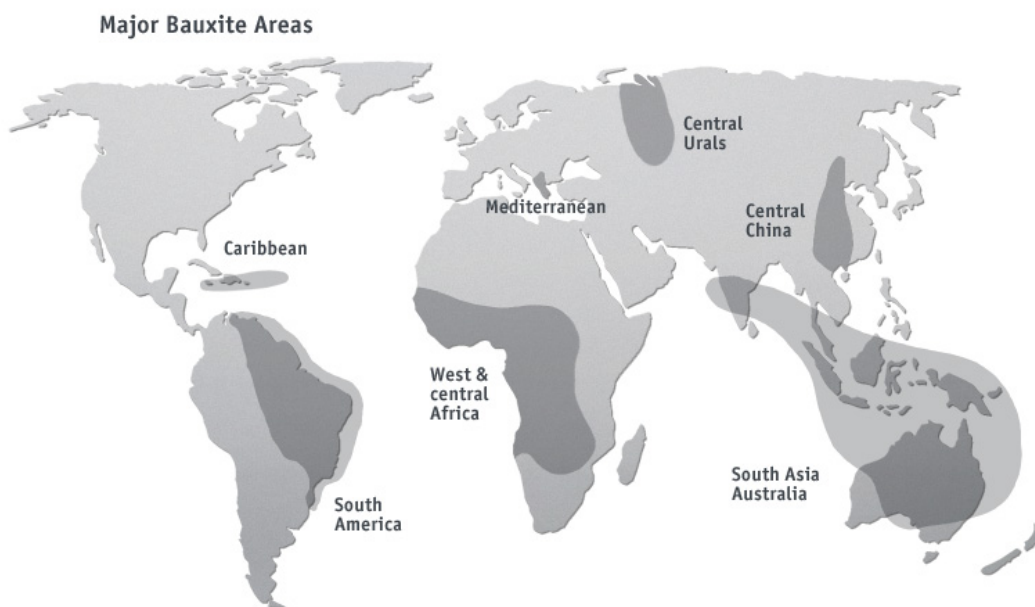 Major Bauxite Areas
Central
Urals
Mediterranean
Central
China
Caribbean
West &
central
Africa
South Asia
Australia
South
America